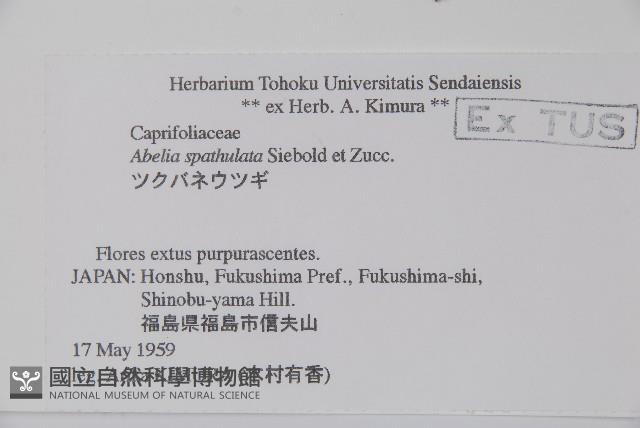 Herbarium Tohoku Universitatis Sendaiensis
** ex Herb. A. Kimura **
Ex TUS
Caprifoliaceae
Abelia spathulata Siebold et Zucc.
ツクバネウツギ
Flores extus purpurascentes.
JAPAN: Honshu, Fukushima Pref., Fukushima-shi,
Shinobu-yama Hill.
福島県福島市信夫山
17 May 1959
村有香)
國立自然科學博物館
NATIONAL MUSEUM OF NATURAL SCIENCE